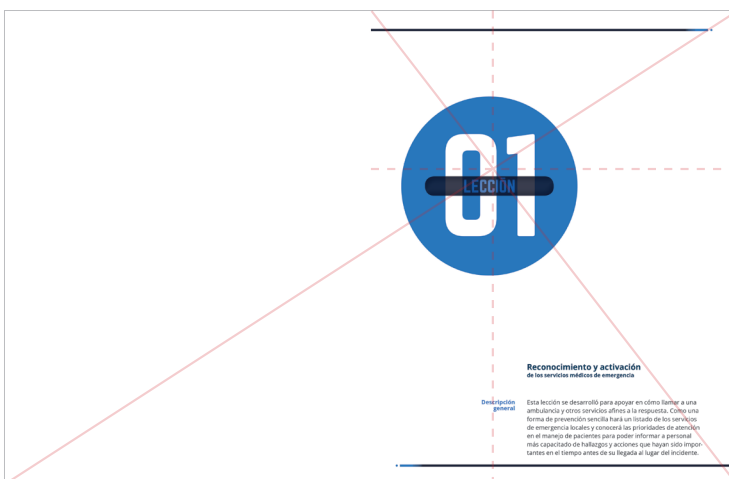 01
LECCIÓN
Reconocimiento y activación
de los servicios médicos de emergencia
Descripción
general
Esta lección se desarrolló para apoyar en cómo llamar a una
ambulancia y otros servicios afines a la respuesta. Como una
forma de prevención sencilla hará un listado de los servicios
de emergencia locales y conocerá las prioridades de atención
en el manejo de pacientes para poder informar a personal
más capacitado de hallazgos y acciones que hayan sido impor-
tantes en el tiempo antes de su llegada al lugar del incidente.